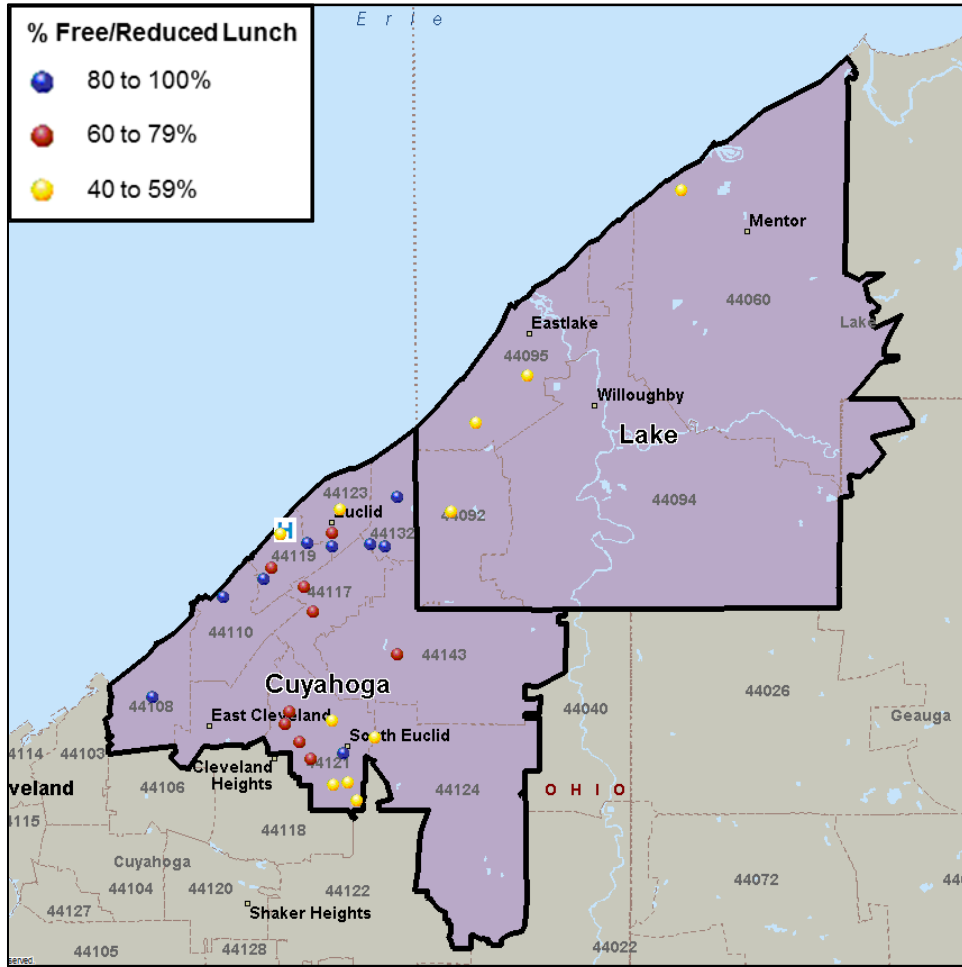 E r i e
% Free/Reduced Lunch
80 to 100%
60 to 79%
40 to 59%
Mentor
44060
Lake
Eastlake
44095
Willoughby
Lake
44123
44094
Euclid
44092
44132
H
44119
44117
44110
44143
Cuyahoga
44026
44108
East Cleveland
44040
Geauga
South Euclid
44114
44103
44121
Cleveland
Heights
44106
veland
44124
O H I O
44115
44118
Cuyahoga
44104
44120
44122
44072
44127
Shaker Heights
44128
44022
44105
served.